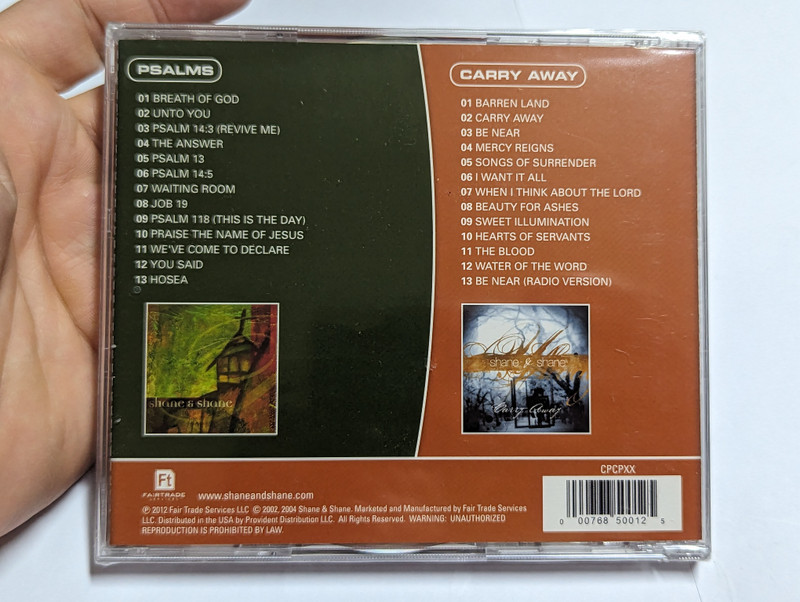 PSALMS
01 BREATH OF GOD
02 UNTO YOU
03 PSALM 14:3 (REVIVE ME)
04 THE ANSWER
05 PSALM 13
06 PSALM 14:5
07 WAITING ROOM
08 JOB 19
09 PSALM 118 (THIS IS THE DAY)
10 PRAISE THE NAME OF JESUS
11 WE'VE COME TO DECLARE
12 YOU SAID
13 HOSEA
shane & shane
CARRY AWAY
01 BARREN LAND
02 CARRY AWAY
03 BE NEAR
04 MERCY REIGNS
05 SONGS OF SURRENDER
06 I WANT IT ALL
07 WHEN I THINK ABOUT THE LORD
08 BEAUTY FOR ASHES
09 SWEET ILLUMINATION
10 HEARTS OF SERVANTS
11 THE BLOOD
12 WATER OF THE WORD
13 BE NEAR (RADIO VERSION)
shane & shane
Carry Away
Ft
FAIRTRADE
SERVICES
www.shaneandshane.com
℗ 2012 Fair Trade Services LLC © 2002, 2004 Shane & Shane. Marketed and Manufactured by Fair Trade Services
LLC. Distributed in the USA by Provident Distribution LLC. All Rights Reserved. WARNING: UNAUTHORIZED
REPRODUCTION IS PROHIBITED BY LAW.
CPCPXX
0 00768 50012 5